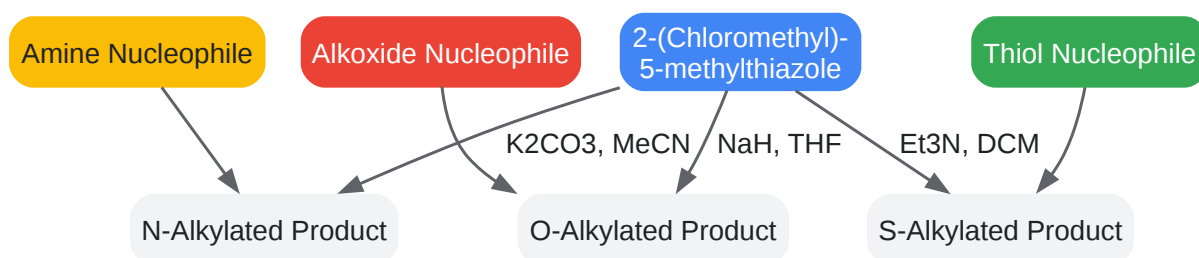 Amine Nucleophile
Alkoxide Nucleophile
2-(Chloromethyl)-
5-methylthiazole
Thiol Nucleophile
K2CO3, MeCN
NaH, THF
Et3N, DCM
N-Alkylated Product
O-Alkylated Product
S-Alkylated Product